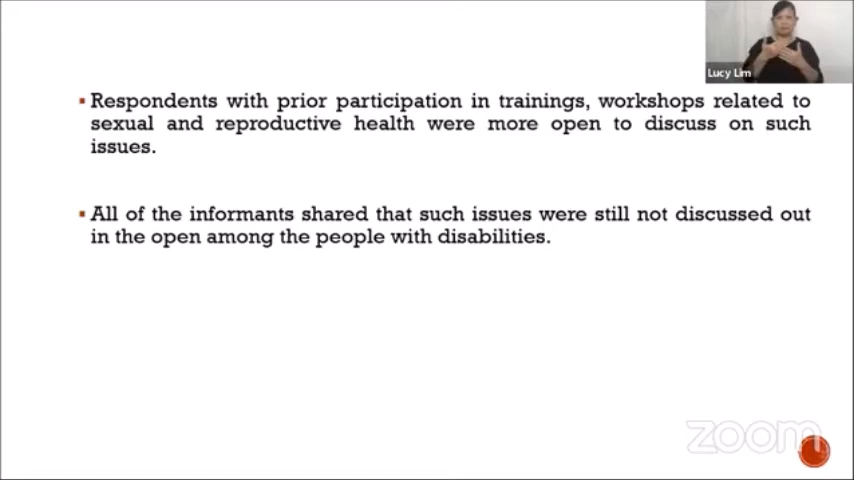 Lucy Lim
▪ Respondents with prior participation in trainings, workshops related to
sexual and reproductive health were more open to discuss on such
issues.
▪ All of the informants shared that such issues were still not discussed out
in the open among the people with disabilities.
zoom